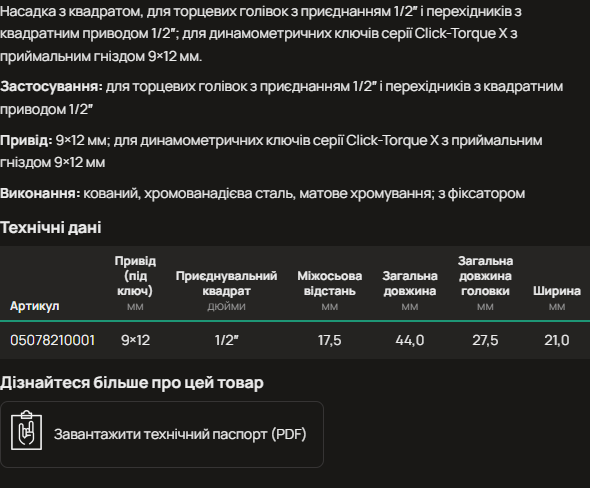 Насадка з квадратом, для торцевих голівок з приєднанням 1/2″ і перехідників з
квадратним приводом 1/2″; для динамометричних ключів серії Click-Torque X з
приймальним гніздом 9×12 мм.
Застосування: для торцевих голівок з приєднанням 1/2″ і перехідників з квадратним
приводом 1/2″
Привід: 9×12 мм; для динамометричних ключів серії Click-Torque X з приймальним
гніздом 9×12 мм
Виконання: кований, хромованадієва сталь, матове хромування; з фіксатором
Технічні дані
Артикул Привід (під ключ) мм Приєднувальний квадрат дюйми Міжосьова відстань мм Загальна довжина мм Загальна довжина головки мм Ширина мм
05078210001 9×12 1/2″ 17,5 44,0 27,5 21,0
Дізнайтеся більше про цей товар
Завантажити технічний паспорт (PDF)